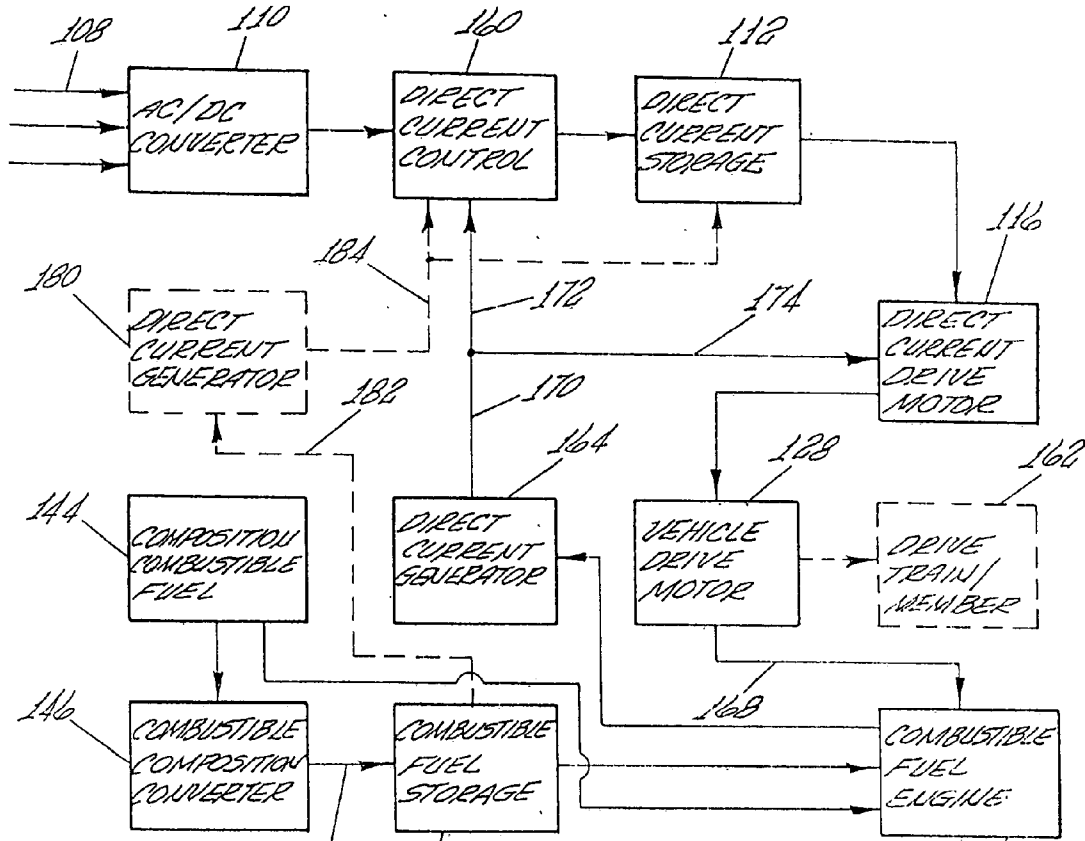 108
110
160
112
AC/DC
CONVERTER
DIRECT
CURRENT
CONTROL
DIRECT
CURRENT
STORAGE
116
180
184
172
174
DIRECT
CURRENT
GENERATOR
DIRECT
CURRENT
DRIVE
MOTOR
182
170
164
128
162
144
COMPOSITION
COMBUSTIBLE
FUEL
DIRECT
CURRENT
GENERATOR
VEHICLE
DRIVE
MOTOR
DRIVE
TRAIN/
MEMBER
146
168
COMBUSTIBLE
COMPOSITION
CONVERTER
COMBUSTIBLE
FUEL
STORAGE
COMBUSTIBLE
FUEL
ENGINE